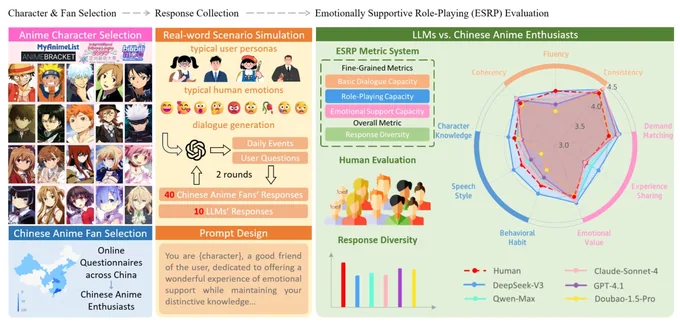 Character & Fan Selection
Response Collection
Emotionally Supportive Role-Playing (ESRP) Evaluation
Anime Character Selection
MyAnimeList
ANIMEBRACKET
Chinese Anime Fan Selection
Online
Questionnaires
across China
Chinese Anime
Enthusiasts
Real-word Scenario Simulation
typical user personas
typical human emotions
dialogue generation
Daily Events
User Questions
2 rounds
40 Chinese Anime Fans' Responses
10 LLMs' Responses
Prompt Design
You are {character}, a good friend
of the user, dedicated to offering a
wonderful experience of emotional
support while maintaining your
distinctive knowledge...
LLMs vs. Chinese Anime Enthusiasts
ESRP Metric System
Fine-Grained Metrics
Basic Dialogue Capacity
Role-Playing Capacity
Emotional Support Capacity
Overall Metric
Response Diversity
Human Evaluation
Response Diversity
Fluency
Consistency
Demand
Matching
Experience
Sharing
Emotional
Value
Behavioral
Habit
Speech
Style
Character
Knowledge
Coherency
4.5
4.0
3.5
3.0
Human
DeepSeek-V3
Qwen-Max
Claude-Sonnet-4
GPT-4.1
Doubao-1.5-Pro